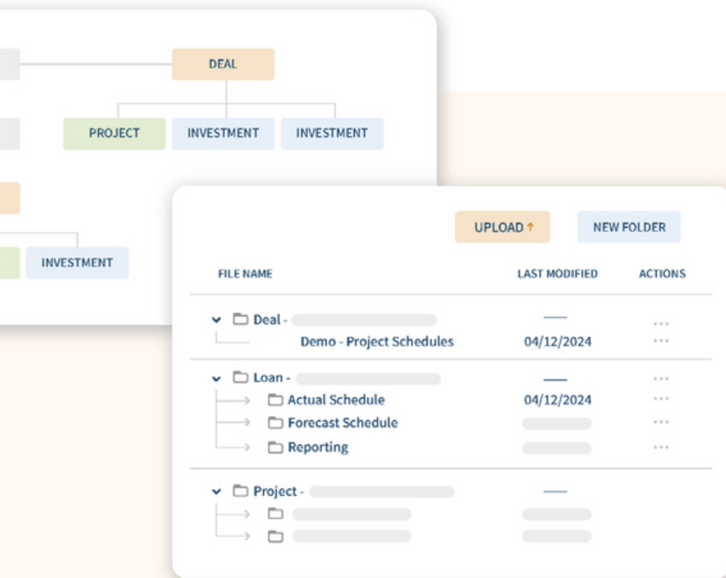 DEAL
PROJECT INVESTMENT INVESTMENT
INVESTMENT
UPLOAD ↑ NEW FOLDER
FILE NAME LAST MODIFIED ACTIONS
Deal -
Demo - Project Schedules 04/12/2024
Loan -
Actual Schedule 04/12/2024
Forecast Schedule
Reporting
Project -